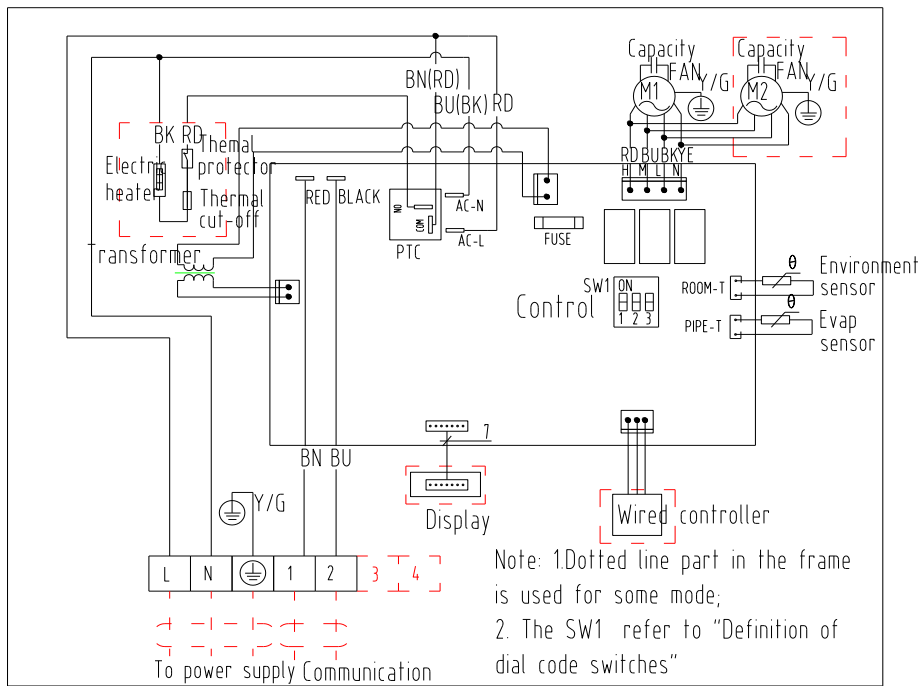 Capacity
FAN
Y/G
M1
Capacity
FAN
Y/G
M2
BN(RD)
BU(BK)
RD
BK RD
Themal
protector
Electric
heater
Thermal
cut-off
RD BU BK YE
H M L N
RED
BLACK
NO
COM
PTC
AC-N
AC-L
FUSE
Transformer
Control
SW1
ON
1 2 3
ROOM-T
θ
Environment
sensor
PIPE-T
θ
Evap
sensor
7
BN BU
Y/G
Display
Wired controller
L N 1 2 3 4
To power supply
Communication
Note: 1.Dotted line part in the frame
is used for some mode;
2. The SW1 refer to "Definition of
dial code switches"